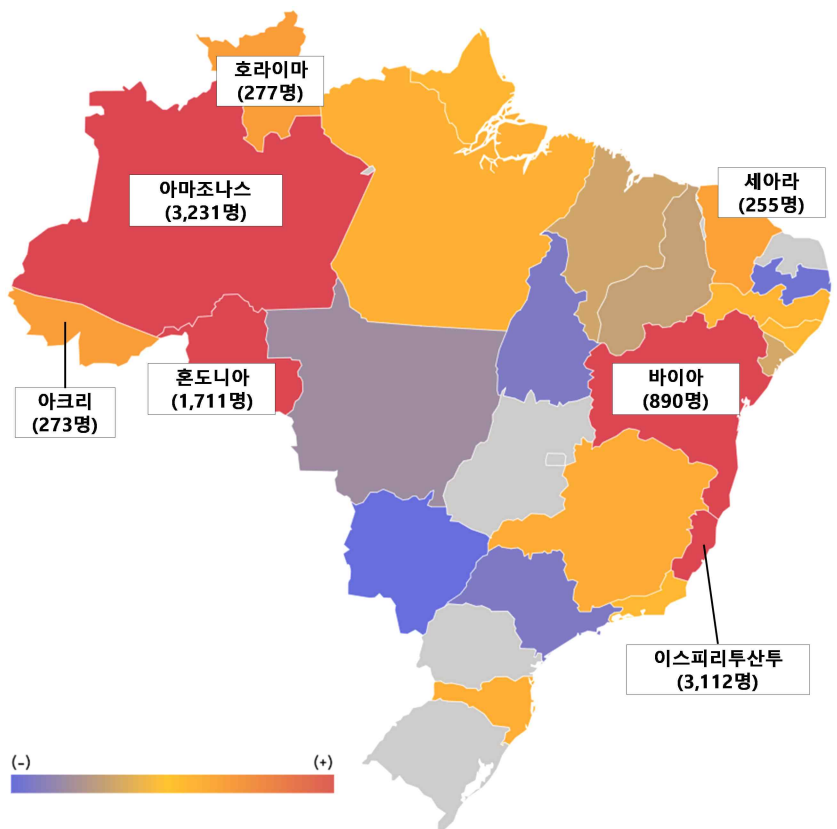 호라이마
(277명)
아마조나스
(3,231명)
세아라
(255명)
아크리
(273명)
혼도니아
(1,711명)
바이아
(890명)
이스피리투산투
(3,112명)
(-)
(+)